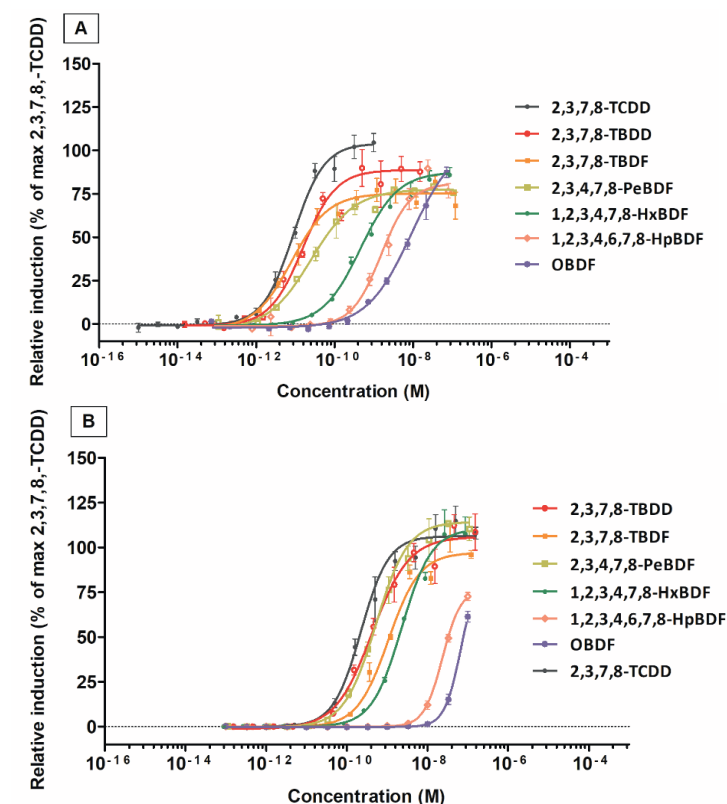 A
Relative induction (% of max 2,3,7,8,-TCDD)
150
125
100
75
50
25
0
10-16
10-14
10-12
10-10
10-8
10-6
10-4
Concentration (M)
2,3,7,8-TCDD
2,3,7,8-TBDD
2,3,7,8-TBDF
2,3,4,7,8-PeBDF
1,2,3,4,7,8-HxBDF
1,2,3,4,6,7,8-HpBDF
OBDF
B
Relative induction (% of max 2,3,7,8,-TCDD)
150
125
100
75
50
25
0
10-16
10-14
10-12
10-10
10-8
10-6
10-4
Concentration (M)
2,3,7,8-TBDD
2,3,7,8-TBDF
2,3,4,7,8-PeBDF
1,2,3,4,7,8-HxBDF
1,2,3,4,6,7,8-HpBDF
OBDF
2,3,7,8-TCDD